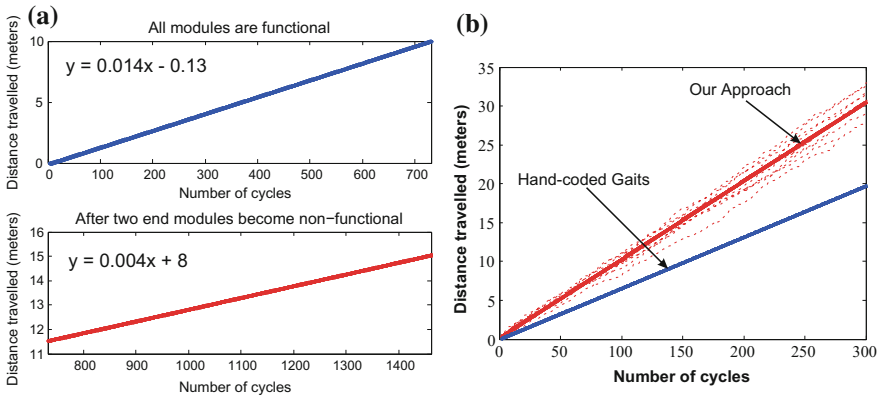 (a)
All modules are functional
Distance travelled (meters)
10
5
0
y = 0.014x - 0.13
0 100 200 300 400 500 600 700
Number of cycles
After two end modules become non-functional
Distance travelled (meters)
16
15
14
13
12
11
y = 0.004x + 8
800 900 1000 1100 1200 1300 1400
Number of cycles
(b)
Distance travelled (meters)
35
30
25
20
15
10
5
0
Our Approach
Hand-coded Gaits
0 50 100 150 200 250 300
Number of cycles